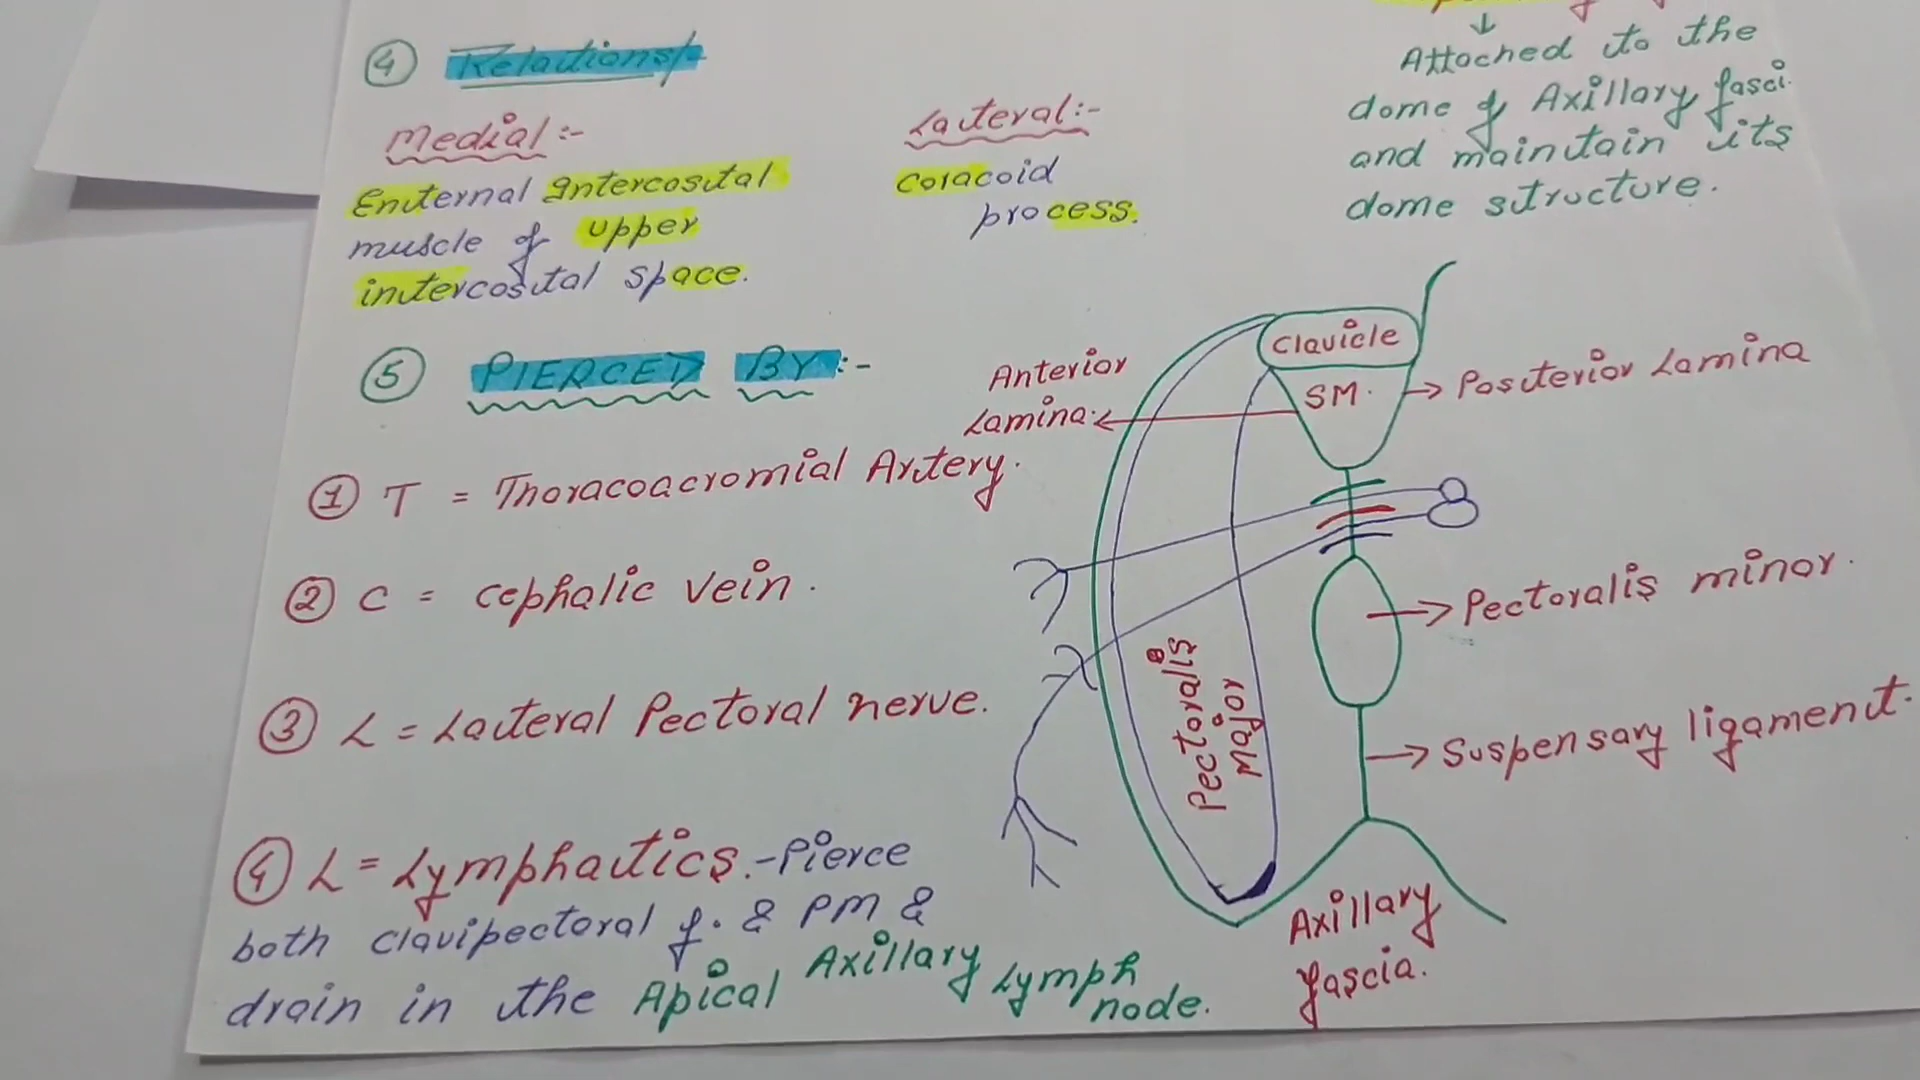 ④ Relations:-
Medial:-
External Intercostal
muscle of upper
intercostal space.
Lateral:-
Coracoid
process.
Attached to the
dome of Axillary fasci
and maintain its
dome structure.
⑤ PIERCED BY:-
① T = Thoracoacromial Artery.
② C = Cephalic vein.
③ L = Lateral Pectoral nerve.
④ L = Lymphatics.-Pierce
both clavipectoral f. & PM &
drain in the Apical Axillary Lymph
node.
Clavicle
SM.
Anterior
Lamina.
Posterior Lamina
Pectoralis minor.
Pectoralis
major
Suspensary ligament.
Axillary
fascia.